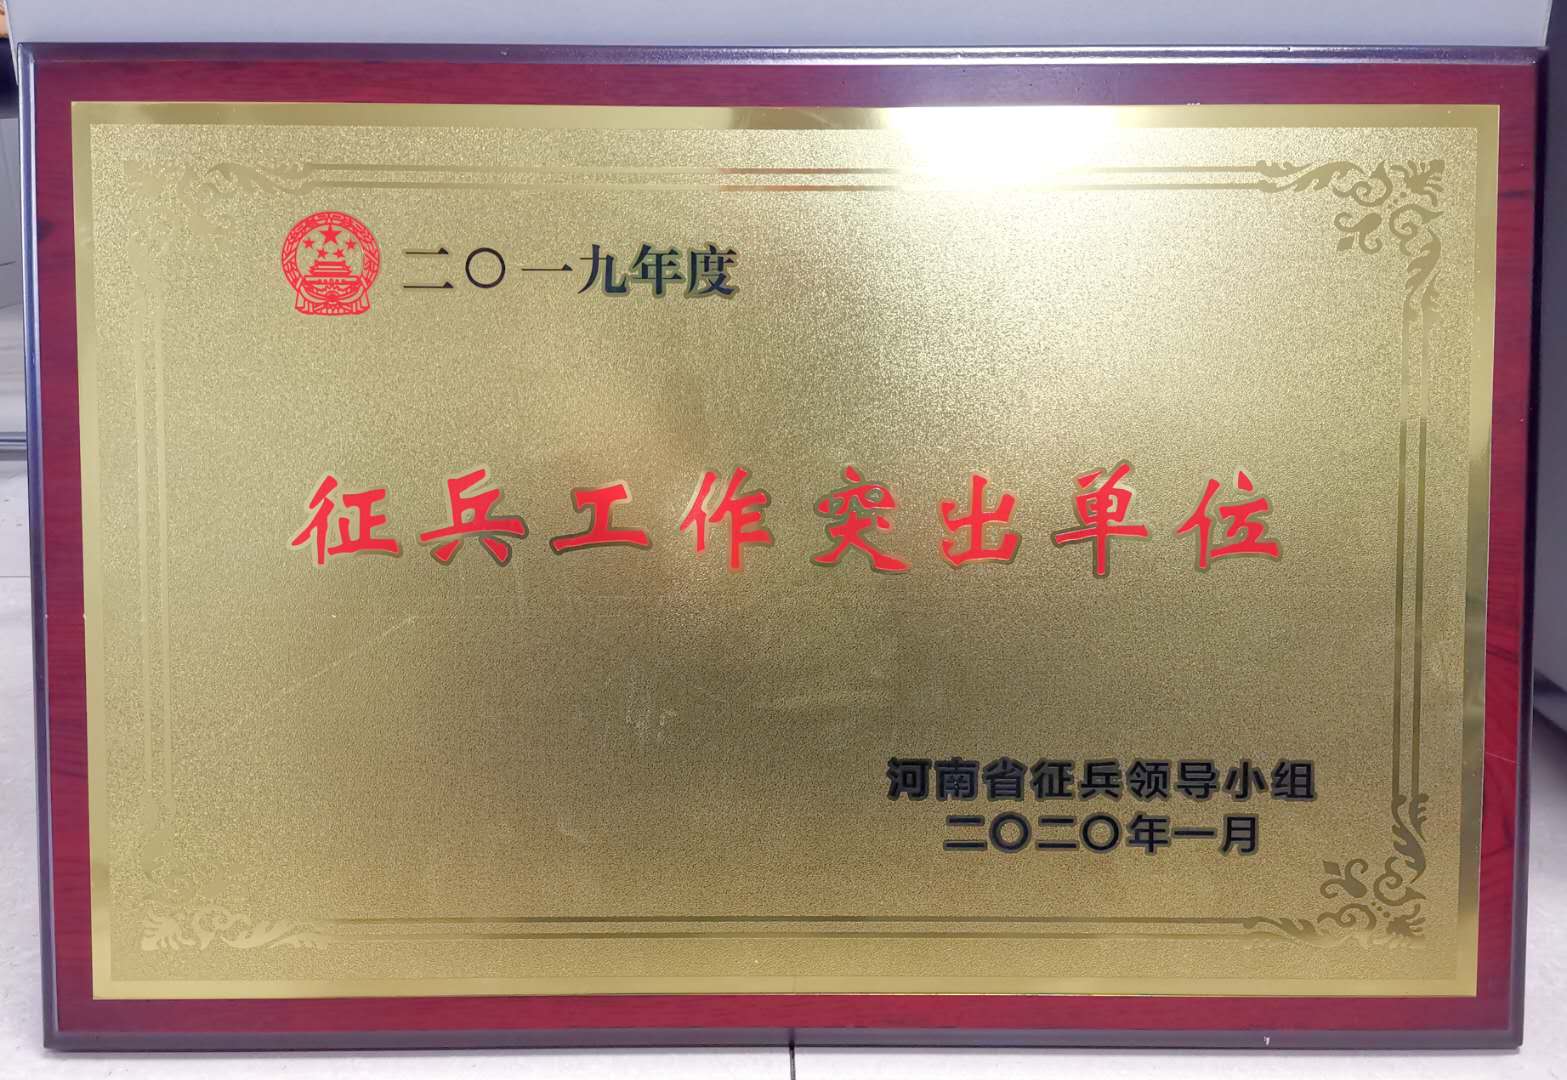 二〇一九年度
征兵工作突出单位
河南省征兵领导小组
二〇二〇年一月